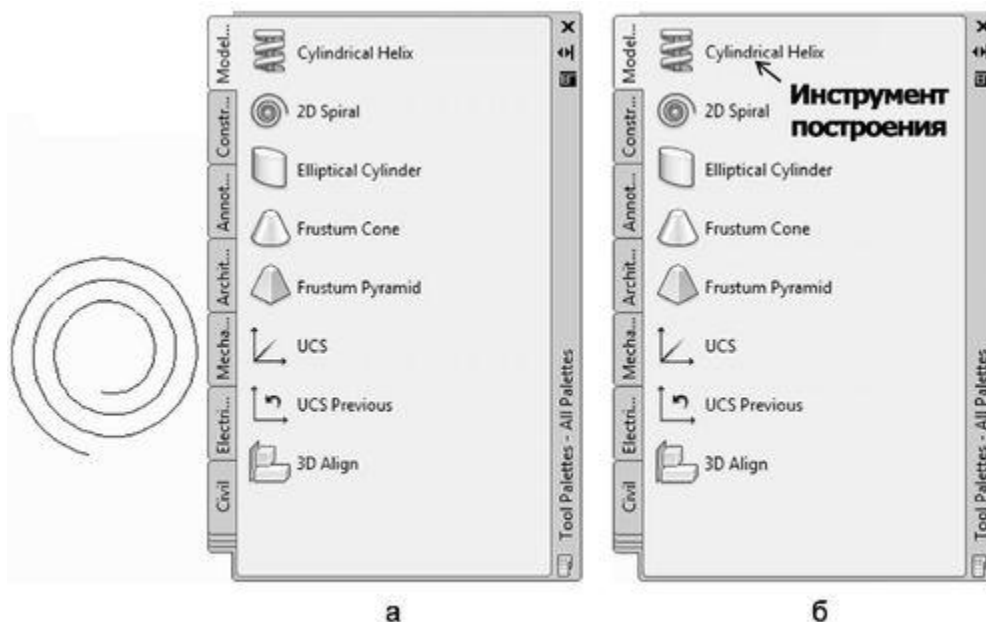 Model...
Constr...
Annot...
Archit...
Mecha...
Electri...
Civil
Cylindrical Helix
2D Spiral
Elliptical Cylinder
Frustum Cone
Frustum Pyramid
UCS
UCS Previous
3D Align
Tool Palettes - All Palettes
а
Model...
Constr...
Annot...
Archit...
Mecha...
Electri...
Civil
Cylindrical Helix
Инструмент
построения
2D Spiral
Elliptical Cylinder
Frustum Cone
Frustum Pyramid
UCS
UCS Previous
3D Align
Tool Palettes - All Palettes
б